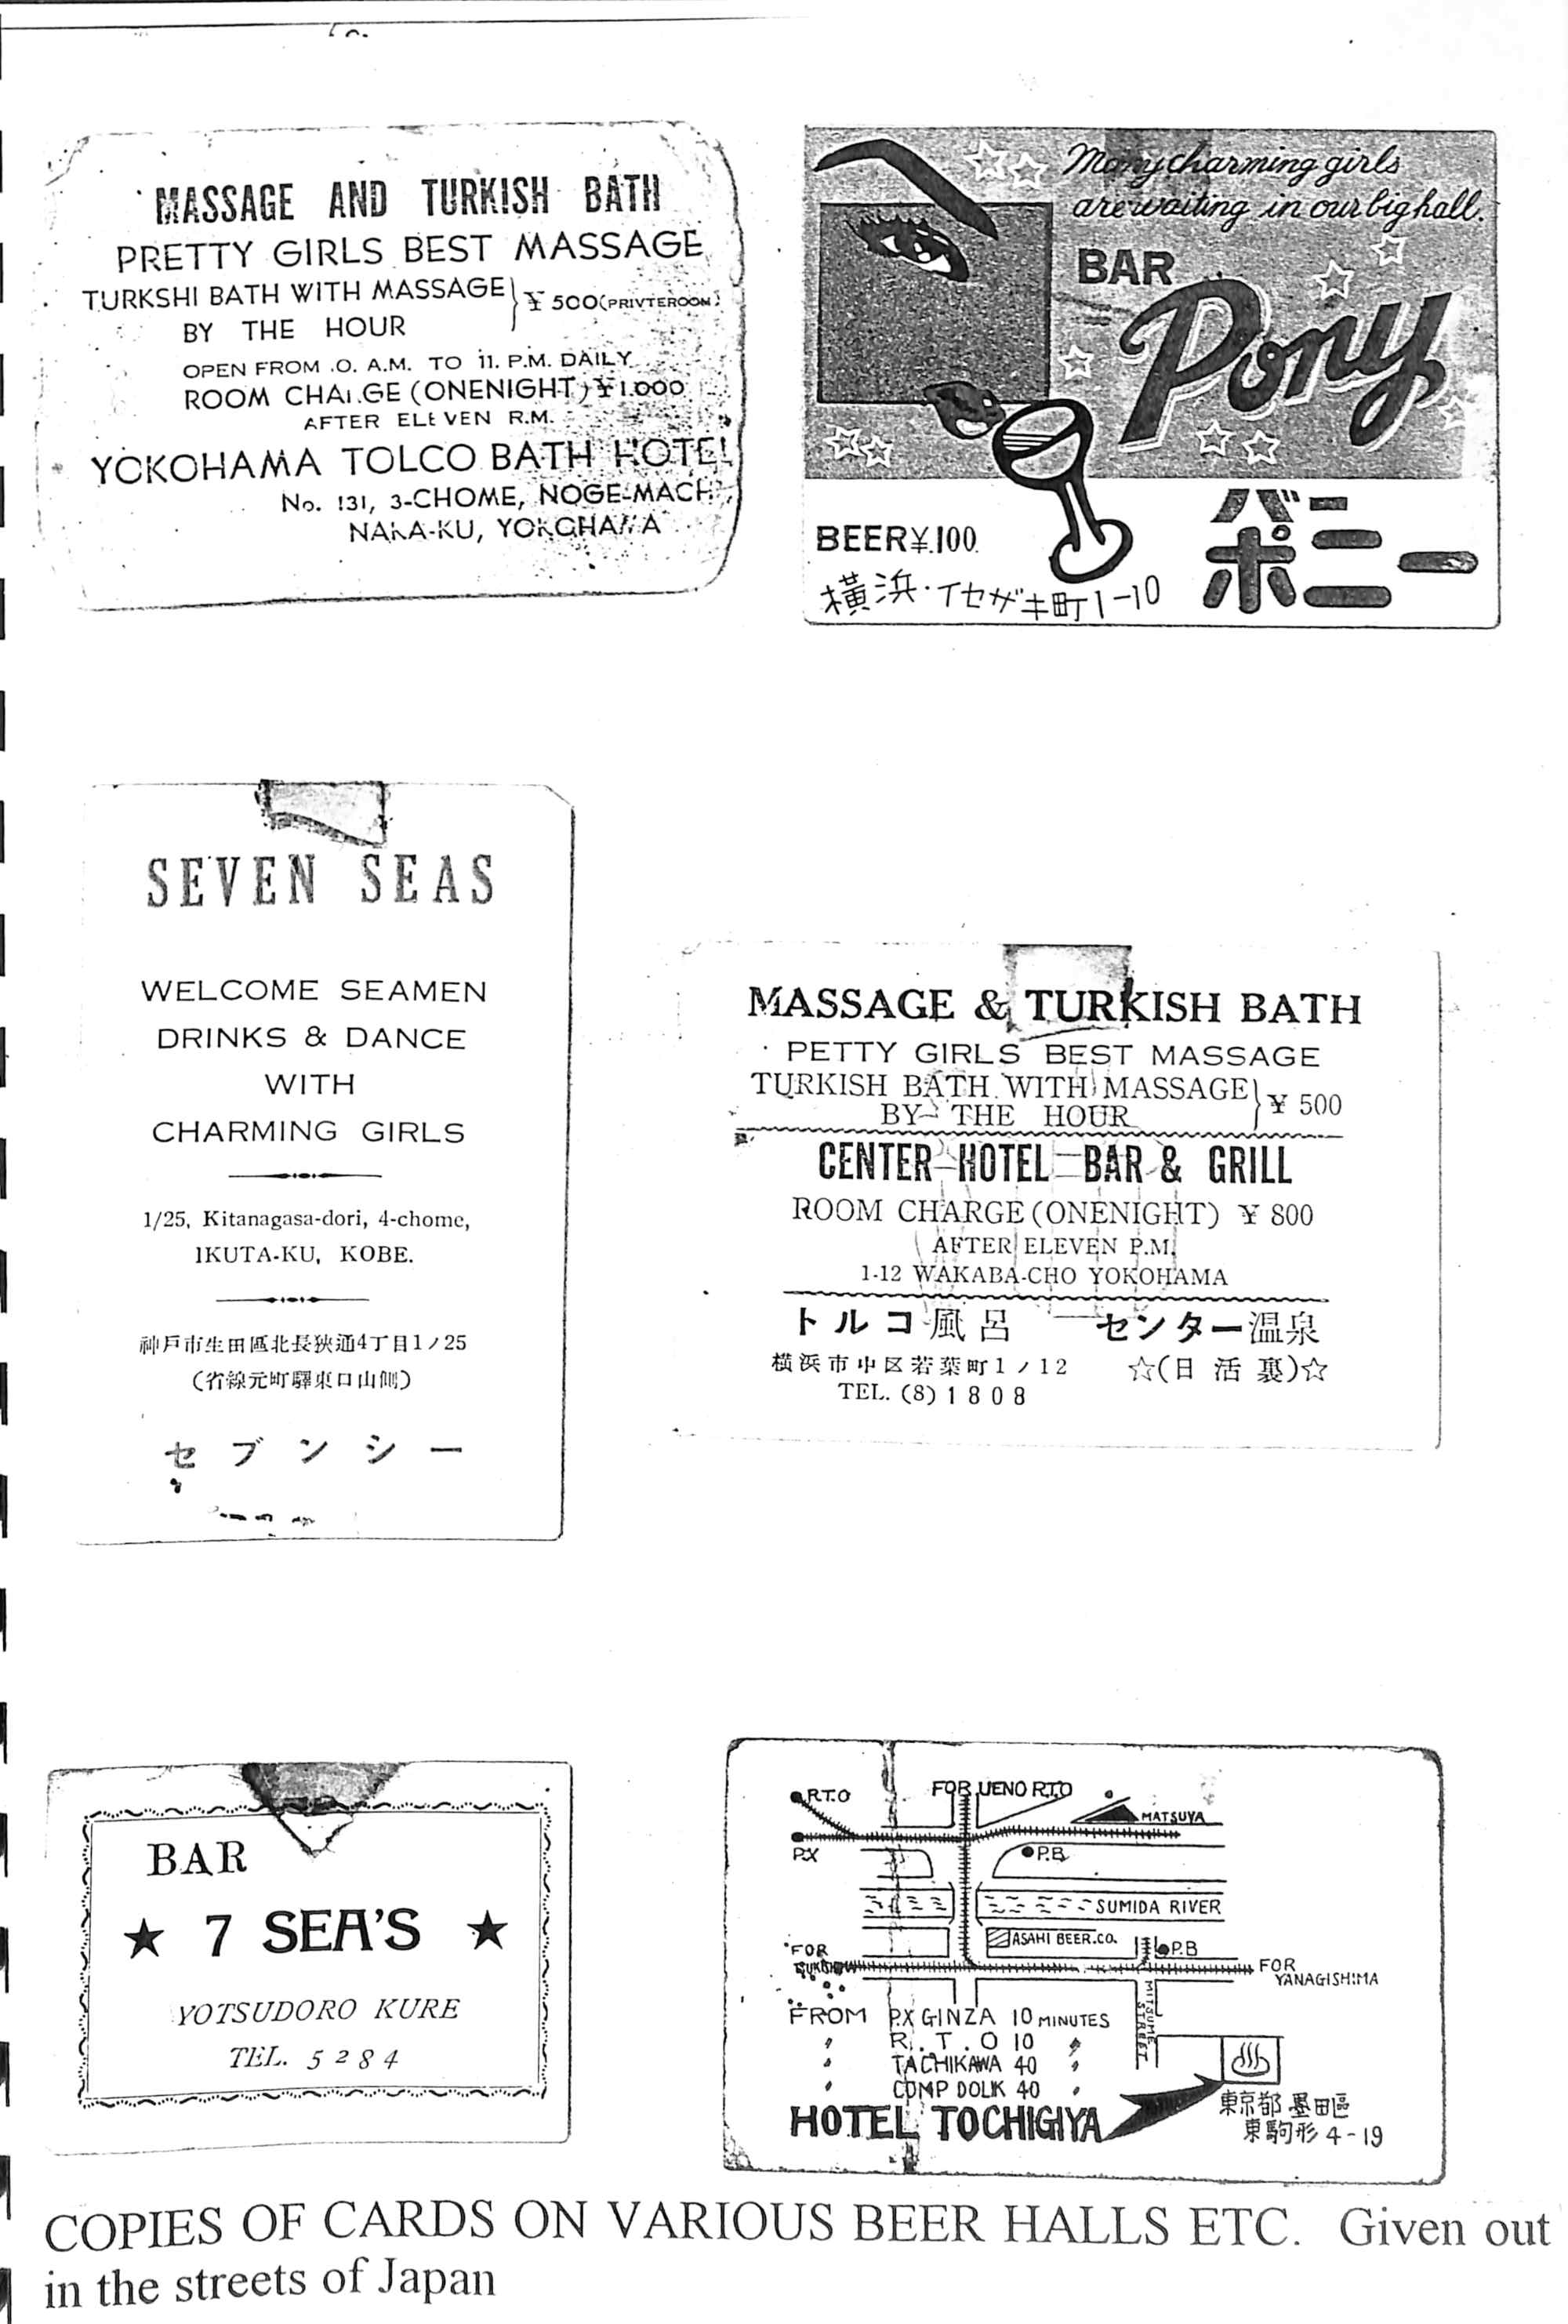 MASSAGE AND TURKISH BATH
PRETTY GIRLS BEST MASSAGE
TURKSHI BATH WITH MASSAGE
BY THE HOUR
¥ 500 (PRIVTEROOM)
OPEN FROM .O. A.M. TO 11. P.M. DAILY
ROOM CHARGE (ONENIGHT) ¥1.000
AFTER ELEVEN R.M.
YOKOHAMA TOLCO BATH HOTEL
No. 131, 3-CHOME, NOGE-MACHI,
NAKA-KU, YOKOHAMA
Many charming girls
are waiting in our big hall.
BAR
Pony
BEER ¥.100.
バー
ポニー
横浜・イセザキ町1-10
SEVEN SEAS
WELCOME SEAMEN
DRINKS & DANCE
WITH
CHARMING GIRLS
1/25, Kitanagasa-dori, 4-chome,
IKUTA-KU, KOBE.
神戸市生田區北長狹通4丁目1ノ25
(省線元町驛東口山側)
セブンシー
MASSAGE & TURKISH BATH
PETTY GIRLS BEST MASSAGE
TURKISH BATH WITH MASSAGE
BY THE HOUR
¥ 500
CENTER HOTEL BAR & GRILL
ROOM CHARGE (ONENIGHT) ¥ 800
AFTER ELEVEN P.M.
1-12 WAKABA-CHO YOKOHAMA
トルコ風呂 センター温泉
横浜市中区若葉町1ノ12 ☆(日活裏)☆
TEL. (8) 1808
BAR
★ 7 SEA'S ★
YOTSUDORO KURE
TEL. 5284
R.T.O
FOR UENO R.T.O
MATSUYA
P.X
P.B.
SUMIDA RIVER
ASAHI BEER.CO.
P.B
FOR
FOR
YANAGISHIMA
MITSUME
STREET
FROM P.X GINZA 10 MINUTES
〃 R.T.O 10 〃
〃 TACHIKAWA 40 〃
〃 COMP DOLIK 40 〃
HOTEL TOCHIGIYA
東京都墨田區
東駒形4-19
COPIES OF CARDS ON VARIOUS BEER HALLS ETC. Given out
in the streets of Japan